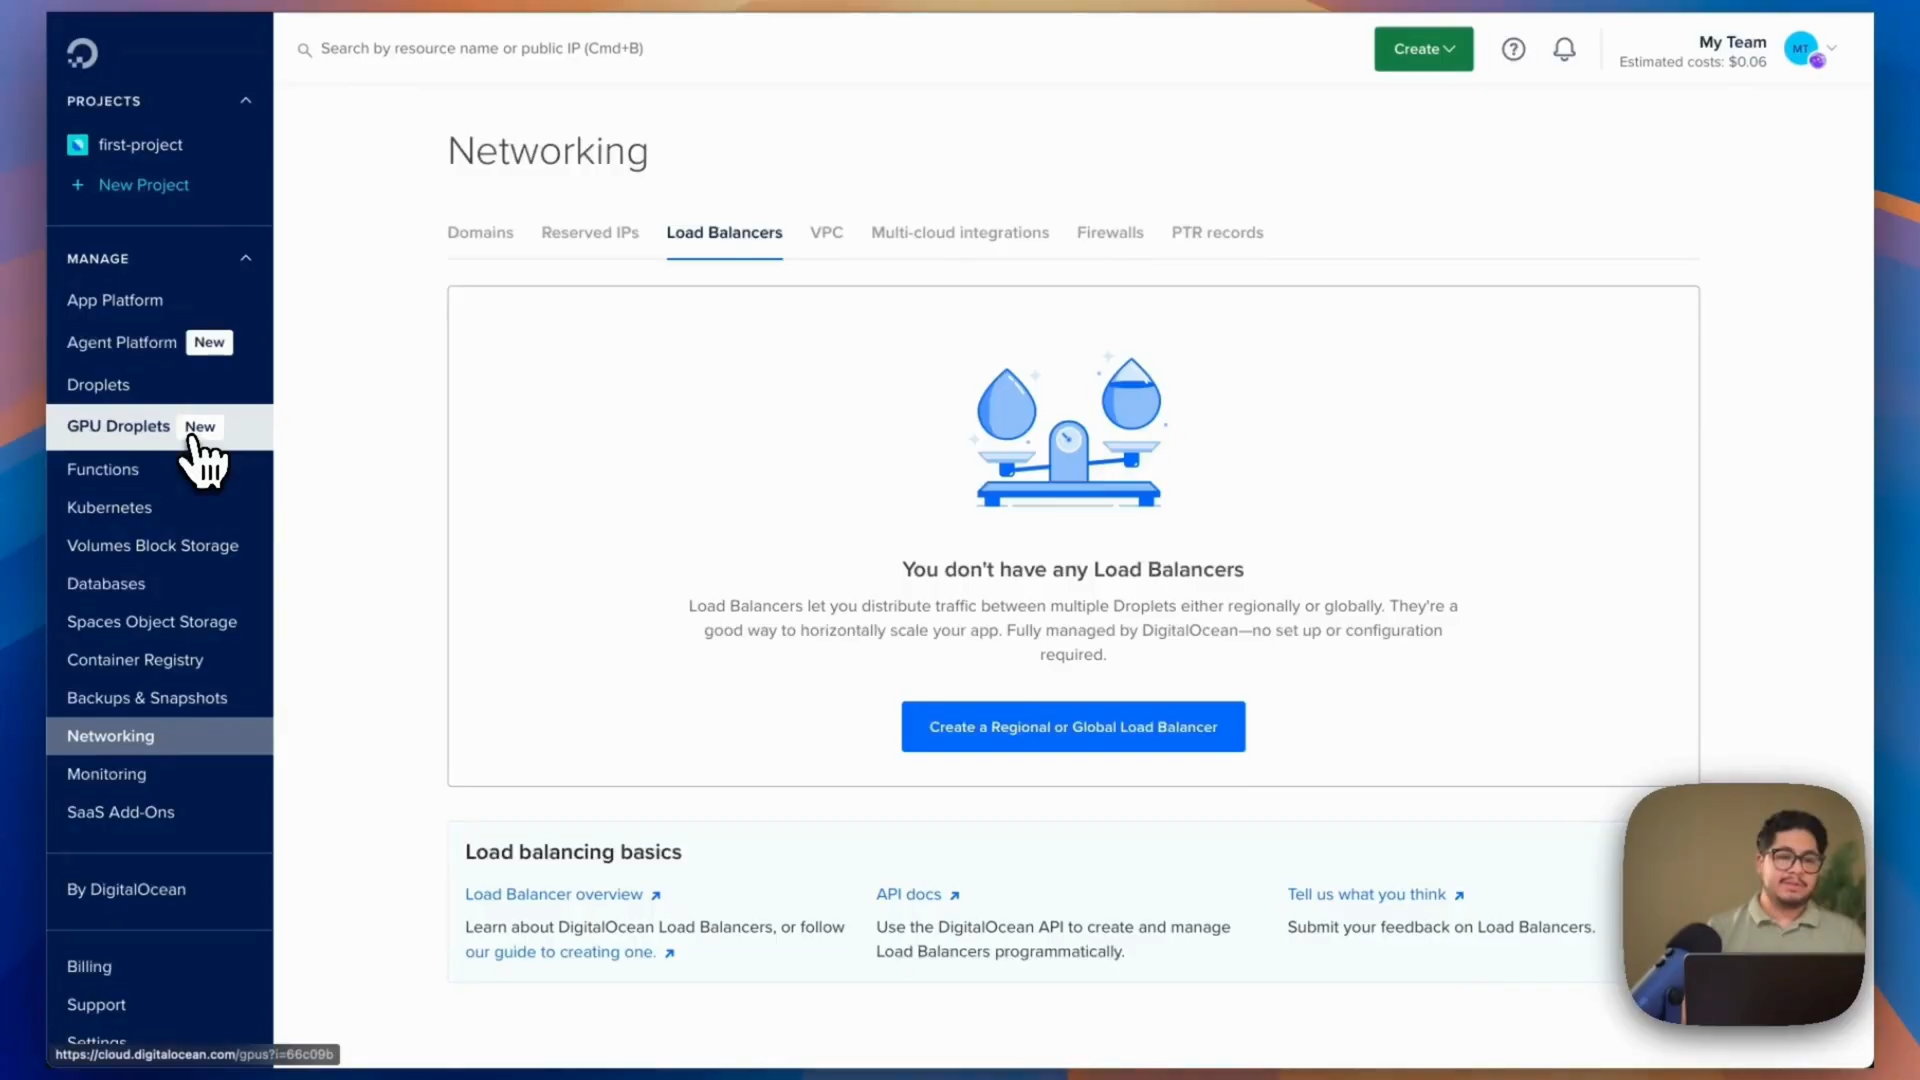 Search by resource name or public IP (Cmd+B)
Create
My Team
Estimated costs: $0.06
MT
PROJECTS
first-project
+ New Project
MANAGE
App Platform
Agent Platform New
Droplets
GPU Droplets New
Functions
Kubernetes
Volumes Block Storage
Databases
Spaces Object Storage
Container Registry
Backups & Snapshots
Networking
Monitoring
SaaS Add-Ons
By DigitalOcean
Billing
Support
Settings
https://cloud.digitalocean.com/gpus?i=66c09b
Networking
Domains Reserved IPs Load Balancers VPC Multi-cloud integrations Firewalls PTR records
You don't have any Load Balancers
Load Balancers let you distribute traffic between multiple Droplets either regionally or globally. They're a
good way to horizontally scale your app. Fully managed by DigitalOcean—no set up or configuration
required.
Create a Regional or Global Load Balancer
Load balancing basics
Load Balancer overview
Learn about DigitalOcean Load Balancers, or follow
our guide to creating one.
API docs
Use the DigitalOcean API to create and manage
Load Balancers programmatically.
Tell us what you think
Submit your feedback on Load Balancers.